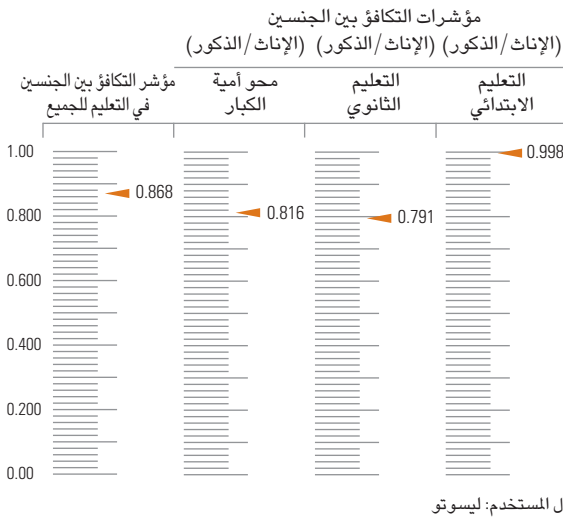 مؤشرات التكافؤ بين الجنسين
(الإناث/الذكور) (الإناث/الذكور) (الإناث/الذكور)
التعليم الابتدائي
التعليم الثانوي
محو أمية الكبار
مؤشر التكافؤ بين الجنسين في التعليم للجميع
1.00
0.998
0.868
0.800
0.816
0.791
0.600
0.400
0.200
0.00
ل المستخدم: ليسوتو